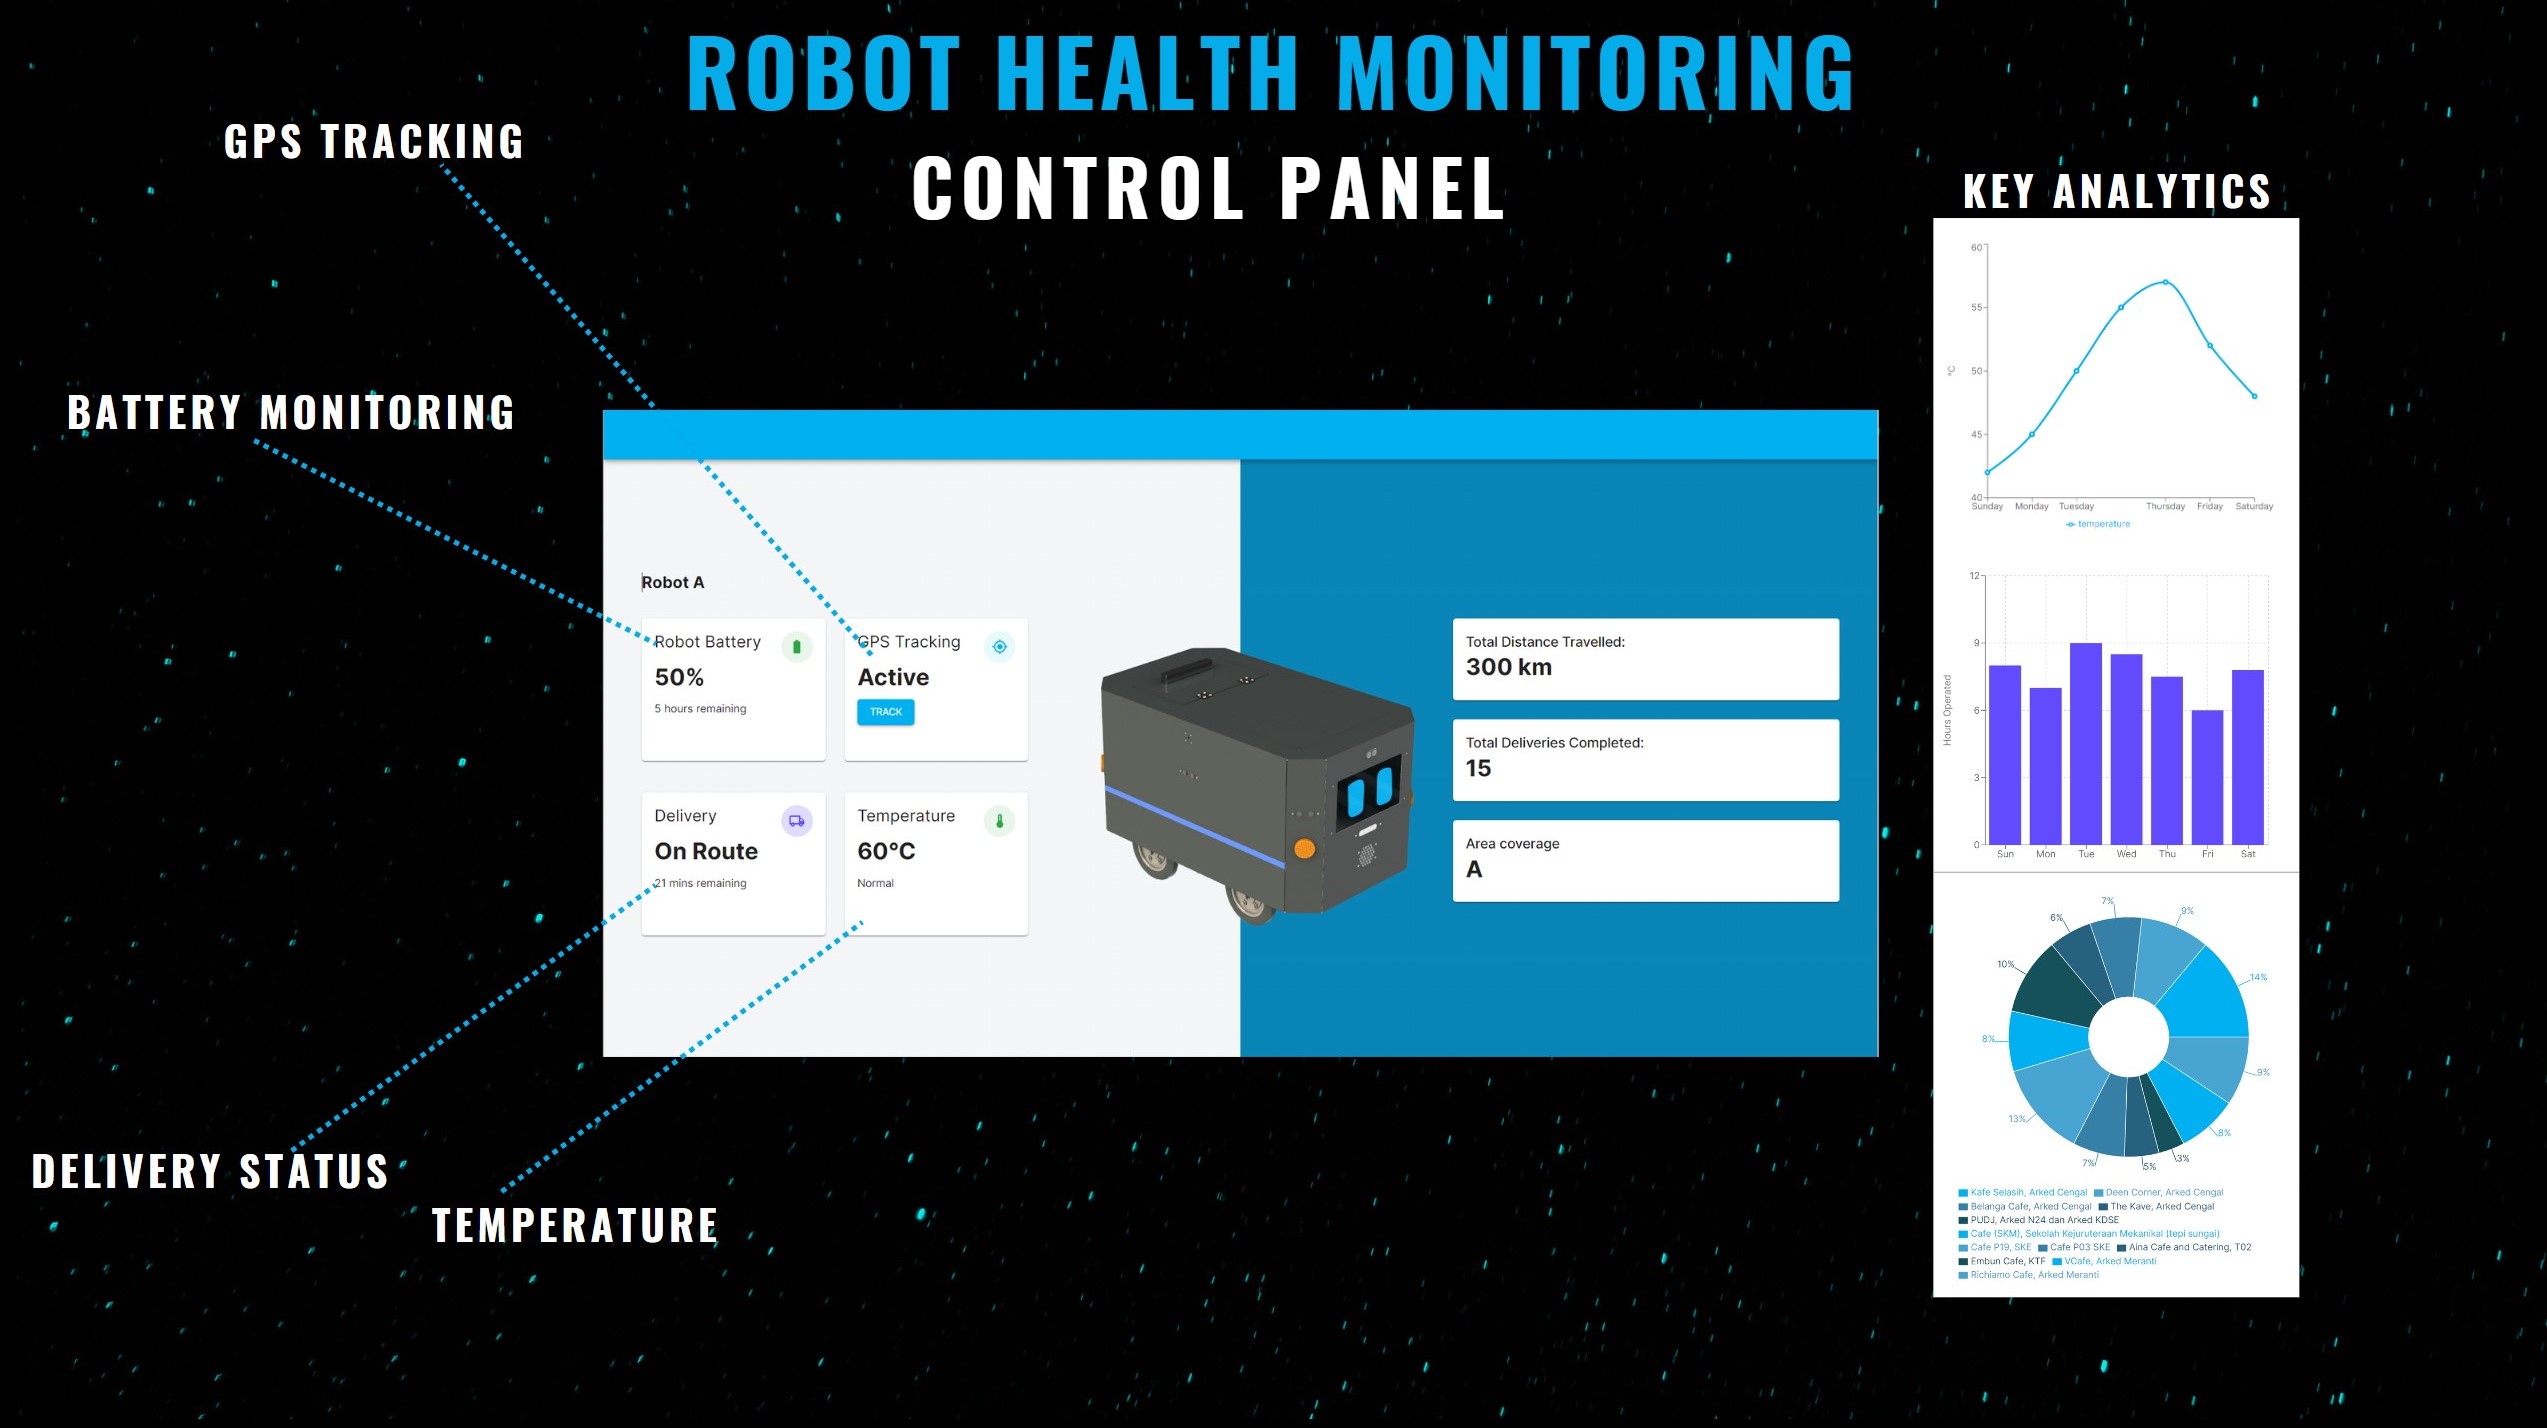 ROBOT HEALTH MONITORING
CONTROL PANEL
GPS TRACKING
BATTERY MONITORING
DELIVERY STATUS
TEMPERATURE
Robot A
Robot Battery
50%
5 hours remaining
GPS Tracking
Active
TRACK
Delivery
On Route
21 mins remaining
Temperature
60°C
Normal
Total Distance Travelled:
300 km
Total Deliveries Completed:
15
Area coverage
A
KEY ANALYTICS
60
55
50
45
40
°C
Sunday Monday Tuesday Thursday Friday Saturday
temperature
12
9
6
3
0
Hours Operated
Sun Mon Tue Wed Thu Fri Sat
7%
9%
6%
14%
10%
8%
9%
13%
8%
7%
5%
3%
Kafe Selasih, Arked Cengal Deen Corner, Arked Cengal
Belanga Cafe, Arked Cengal The Kave, Arked Cengal
PUDJ, Arked N24 dan Arked KDSE
Cafe (SKM), Sekolah Kejuruteraan Mekanikal (tepi sungai)
Cafe P19, SKE Cafe P03 SKE Aina Cafe and Catering, T02
Embun Cafe, KTF VCafe, Arked Meranti
Richiamo Cafe, Arked Meranti